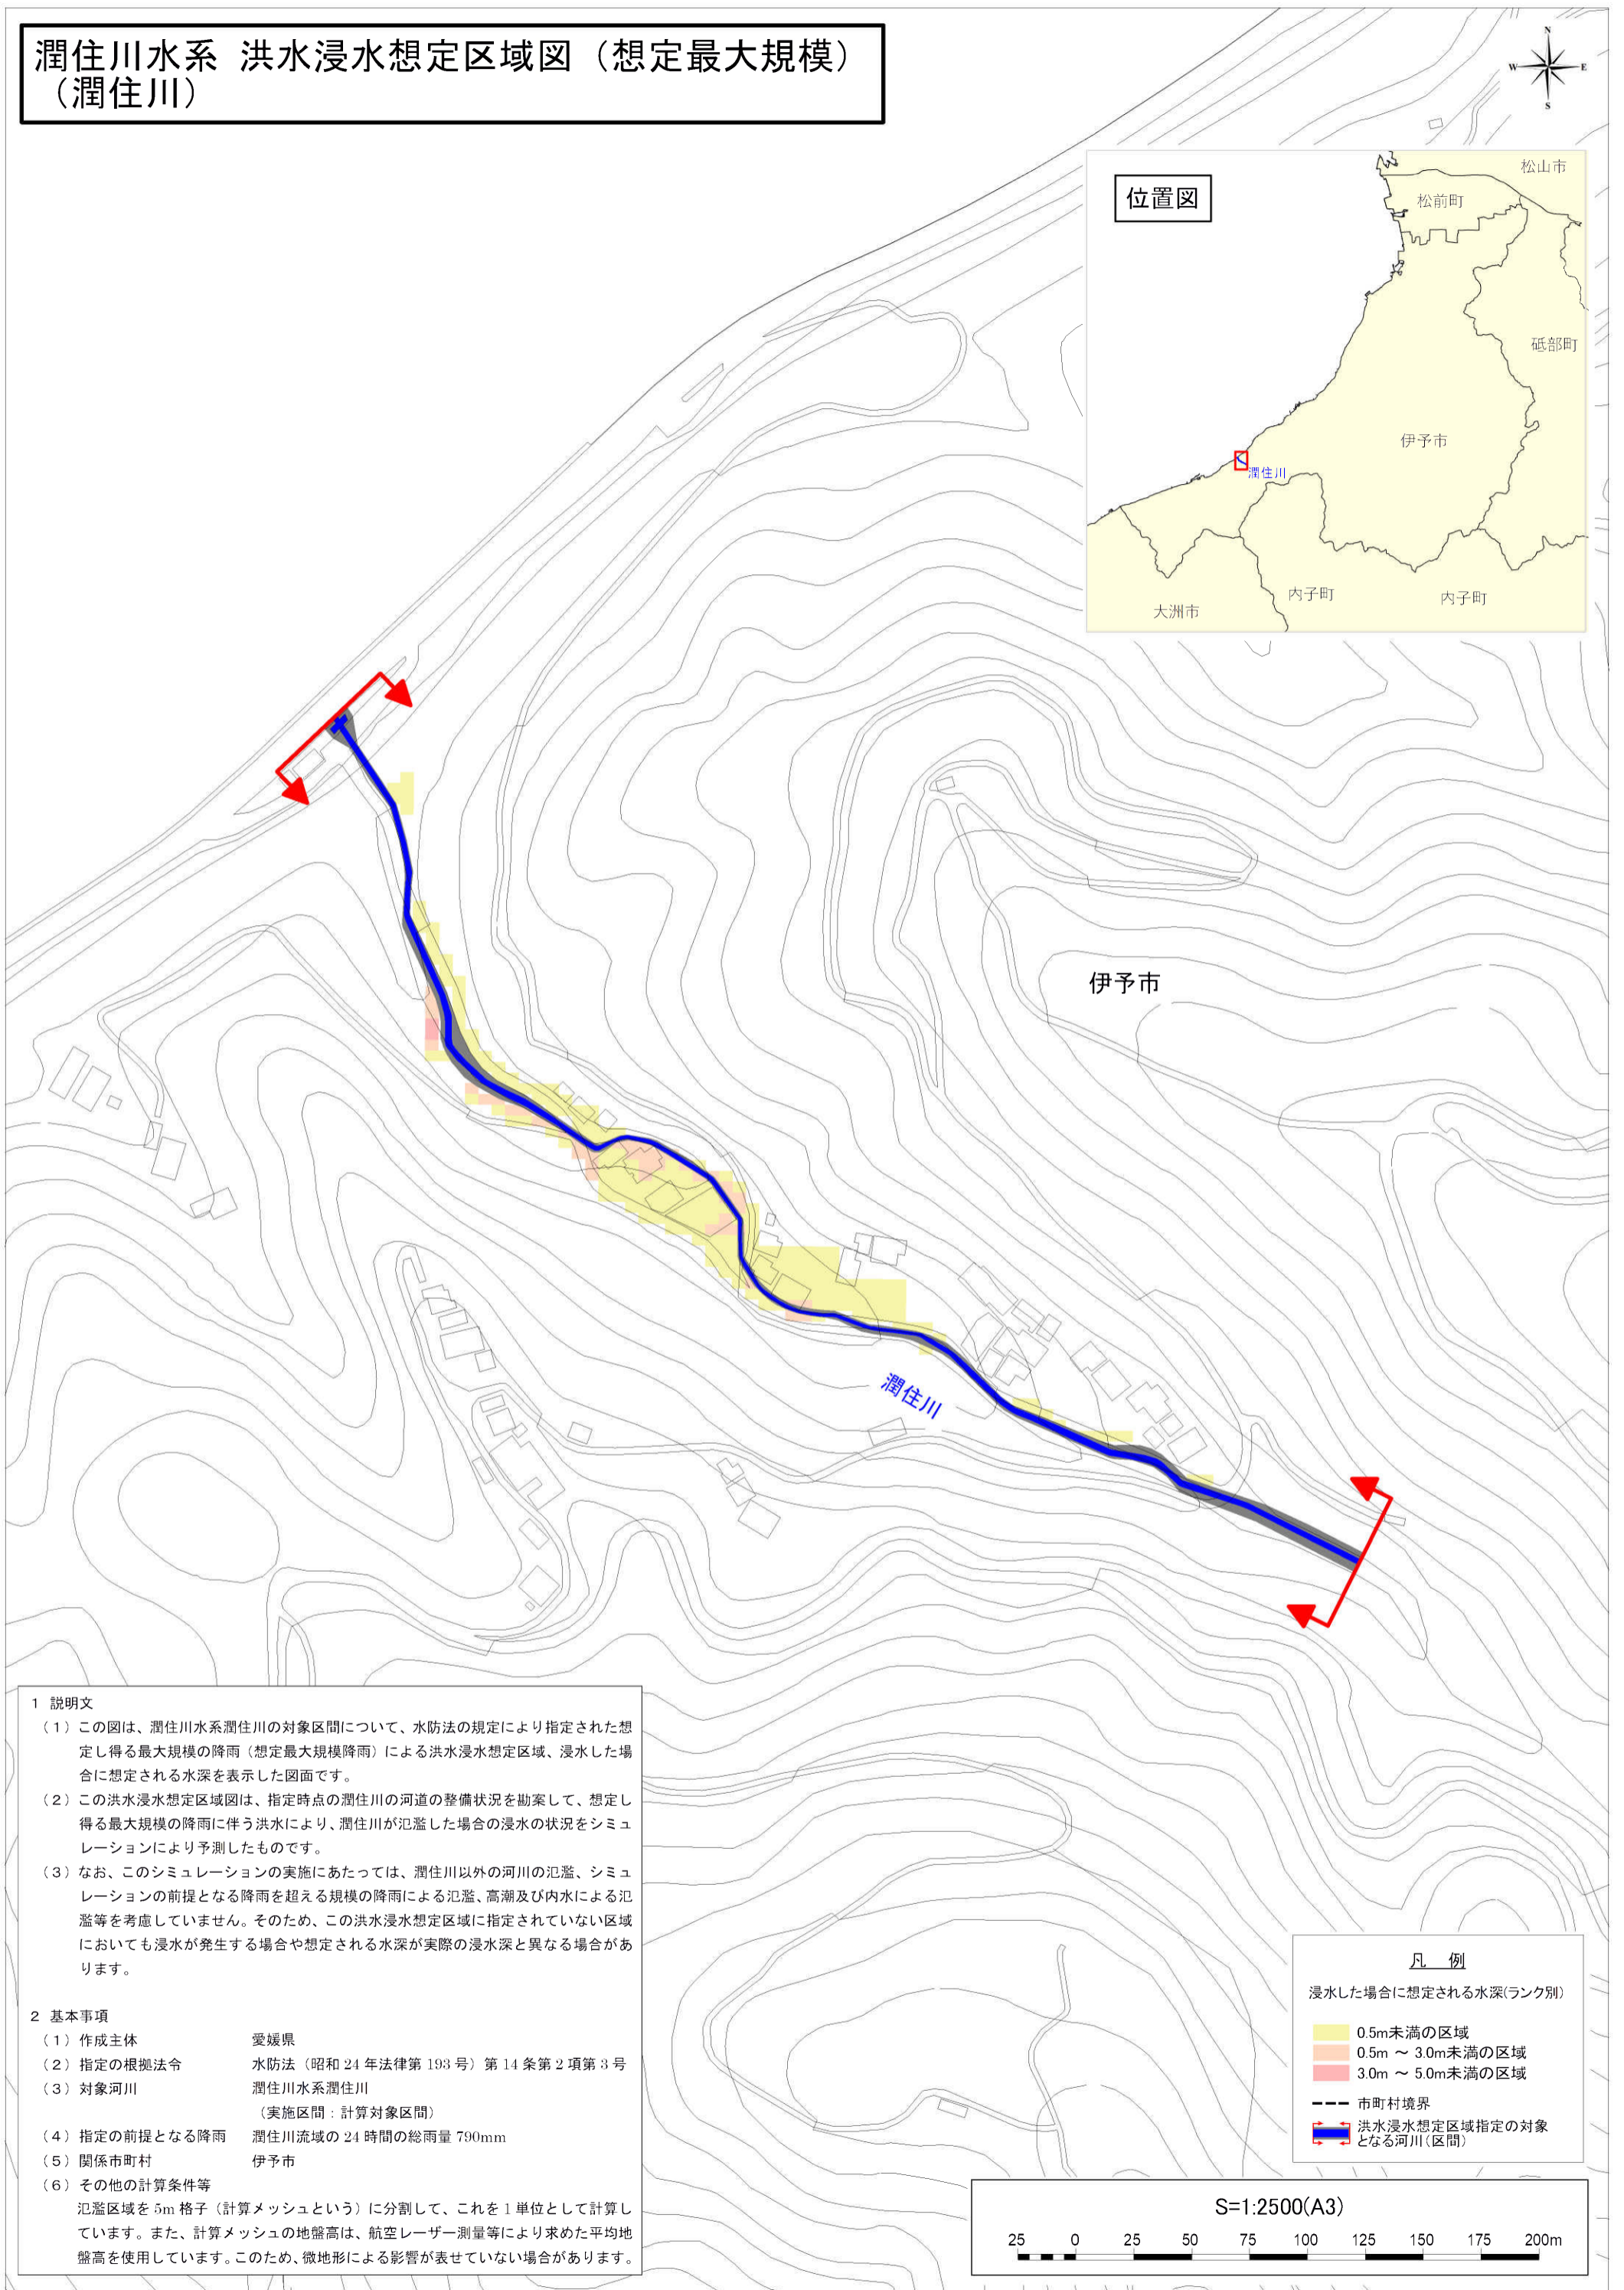 潤住川水系 洪水浸水想定区域図（想定最大規模）
（潤住川）
N
W
E
S
位置図
松山市
松前町
砥部町
伊予市
潤住川
内子町
内子町
大洲市
伊予市
潤住川
1 説明文
（1）この図は、潤住川水系潤住川の対象区間について、水防法の規定により指定された想
定し得る最大規模の降雨（想定最大規模降雨）による洪水浸水想定区域、浸水した場
合に想定される水深を表示した図面です。
（2）この洪水浸水想定区域図は、指定時点の潤住川の河道の整備状況を勘案して、想定し
得る最大規模の降雨に伴う洪水により、潤住川が氾濫した場合の浸水の状況をシミュ
レーションにより予測したものです。
（3）なお、このシミュレーションの実施にあたっては、潤住川以外の河川の氾濫、シミュ
レーションの前提となる降雨を超える規模の降雨による氾濫、高潮及び内水による氾
濫等を考慮していません。そのため、この洪水浸水想定区域に指定されていない区域
においても浸水が発生する場合や想定される水深が実際の浸水深と異なる場合があ
ります。
2 基本事項
（1）作成主体 愛媛県
（2）指定の根拠法令 水防法（昭和 24 年法律第 193 号）第 14 条第 2 項第 3 号
（3）対象河川 潤住川水系潤住川
（実施区間：計算対象区間）
（4）指定の前提となる降雨 潤住川流域の 24 時間の総雨量 790mm
（5）関係市町村 伊予市
（6）その他の計算条件等
氾濫区域を 5m 格子（計算メッシュという）に分割して、これを 1 単位として計算し
ています。また、計算メッシュの地盤高は、航空レーザー測量等により求めた平均地
盤高を使用しています。このため、微地形による影響が表せていない場合があります。
凡 例
浸水した場合に想定される水深(ランク別)
0.5m未満の区域
0.5m ～ 3.0m未満の区域
3.0m ～ 5.0m未満の区域
市町村境界
洪水浸水想定区域指定の対象
となる河川(区間)
S=1:2500(A3)
25 0 25 50 75 100 125 150 175 200m